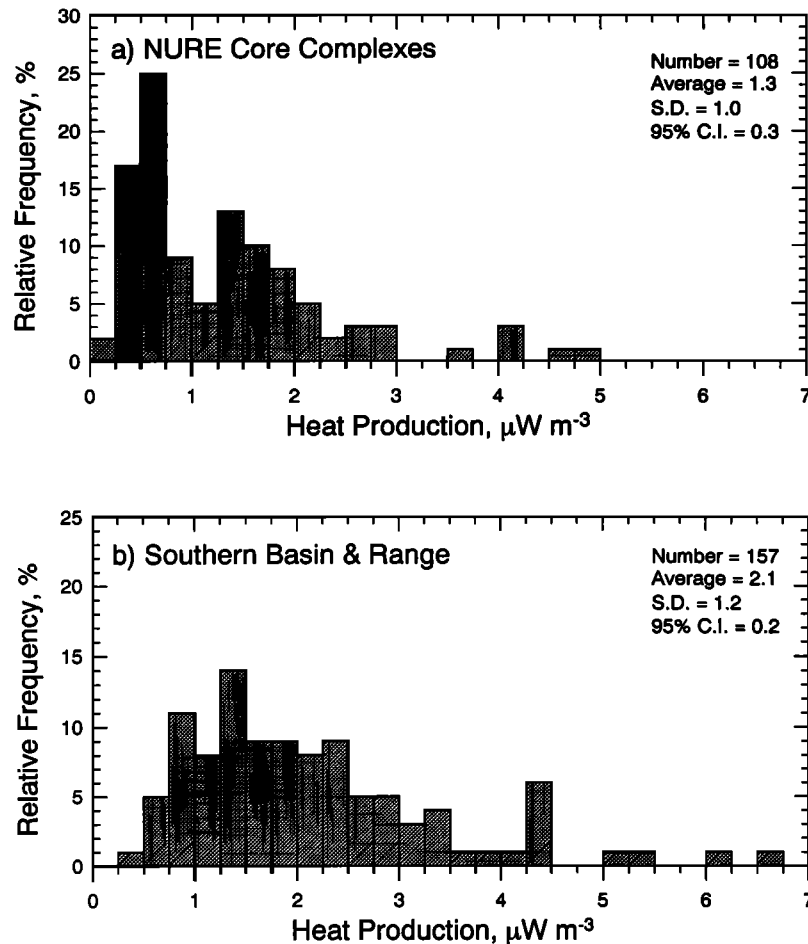 30
a) NURE Core Complexes
Number = 108
Average = 1.3
S.D. = 1.0
95% C.I. = 0.3
25
20
15
10
5
0
Relative Frequency, %
0 1 2 3 4 5 6 7
Heat Production, μW m-3
25
b) Southern Basin & Range
Number = 157
Average = 2.1
S.D. = 1.2
95% C.I. = 0.2
20
15
10
5
0
Relative Frequency, %
0 1 2 3 4 5 6 7
Heat Production, μW m-3